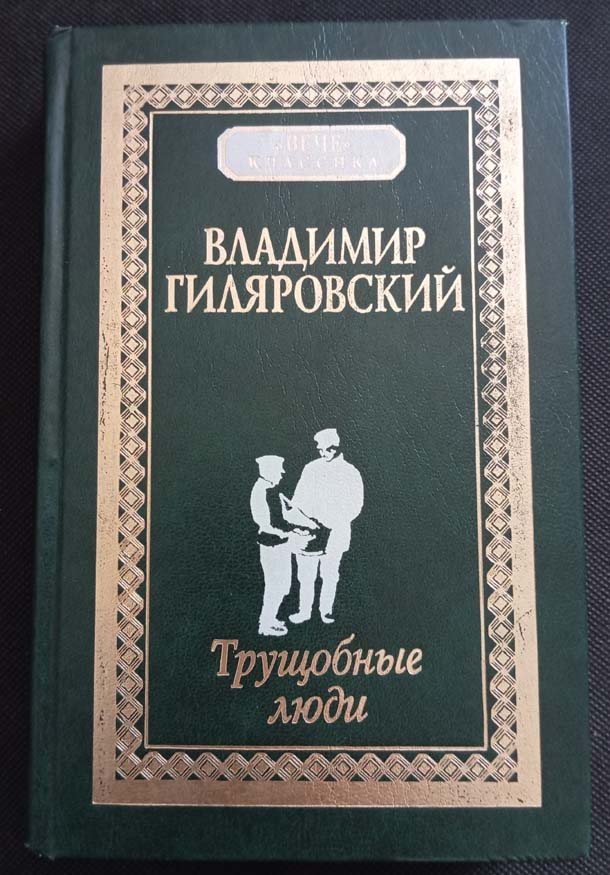 «ВЕЧЕ»
КЛАССИКА
ВЛАДИМИР
ГИЛЯРОВСКИЙ
Трущобные
люди